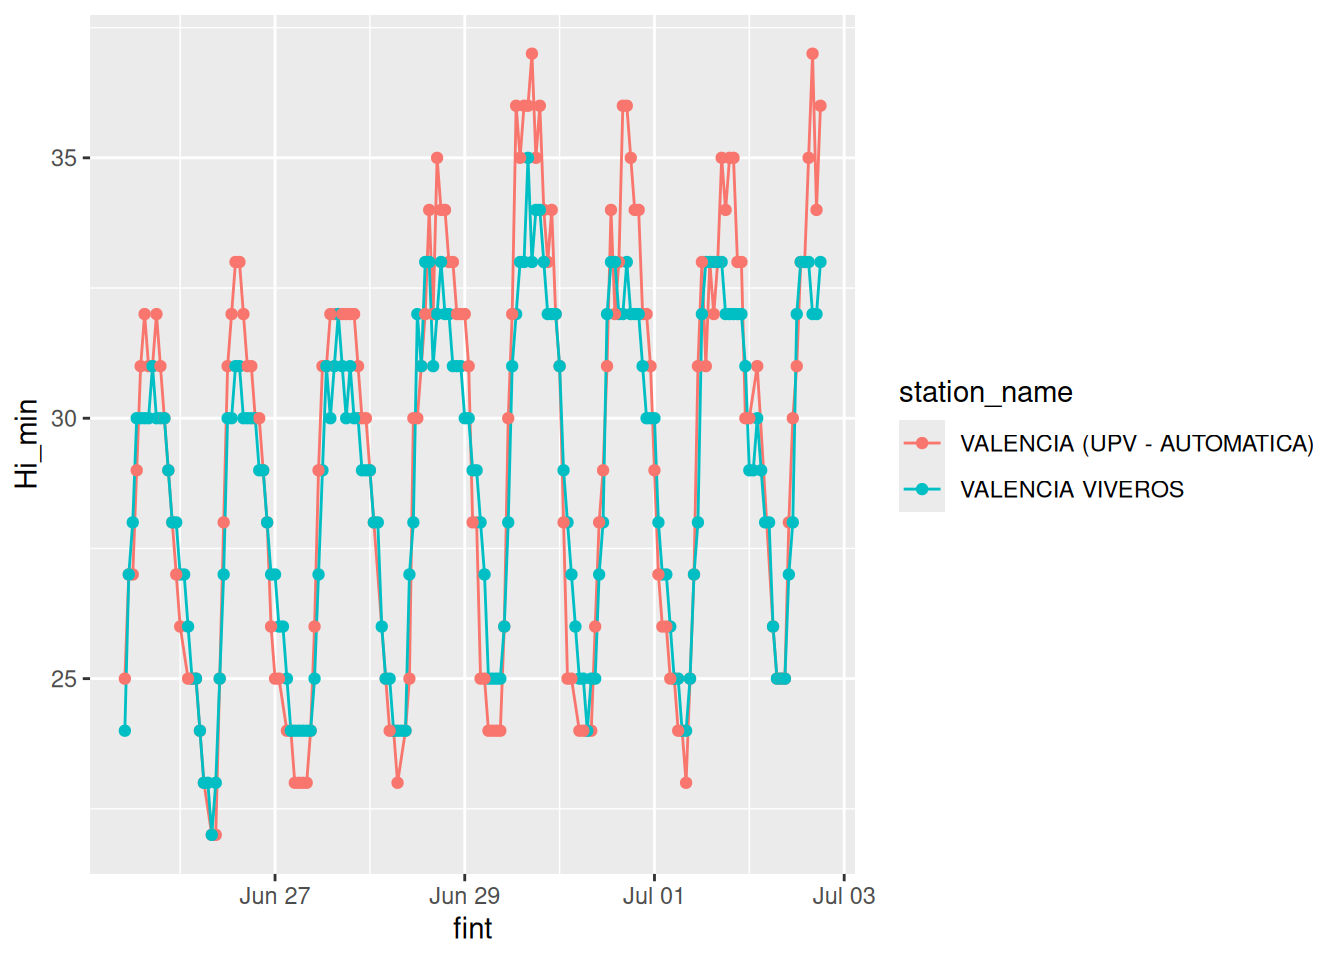 35
30
25
Hi_min
Jun 27
Jun 29
Jul 01
Jul 03
fint
station_name
VALENCIA (UPV - AUTOMATICA)
VALENCIA VIVEROS